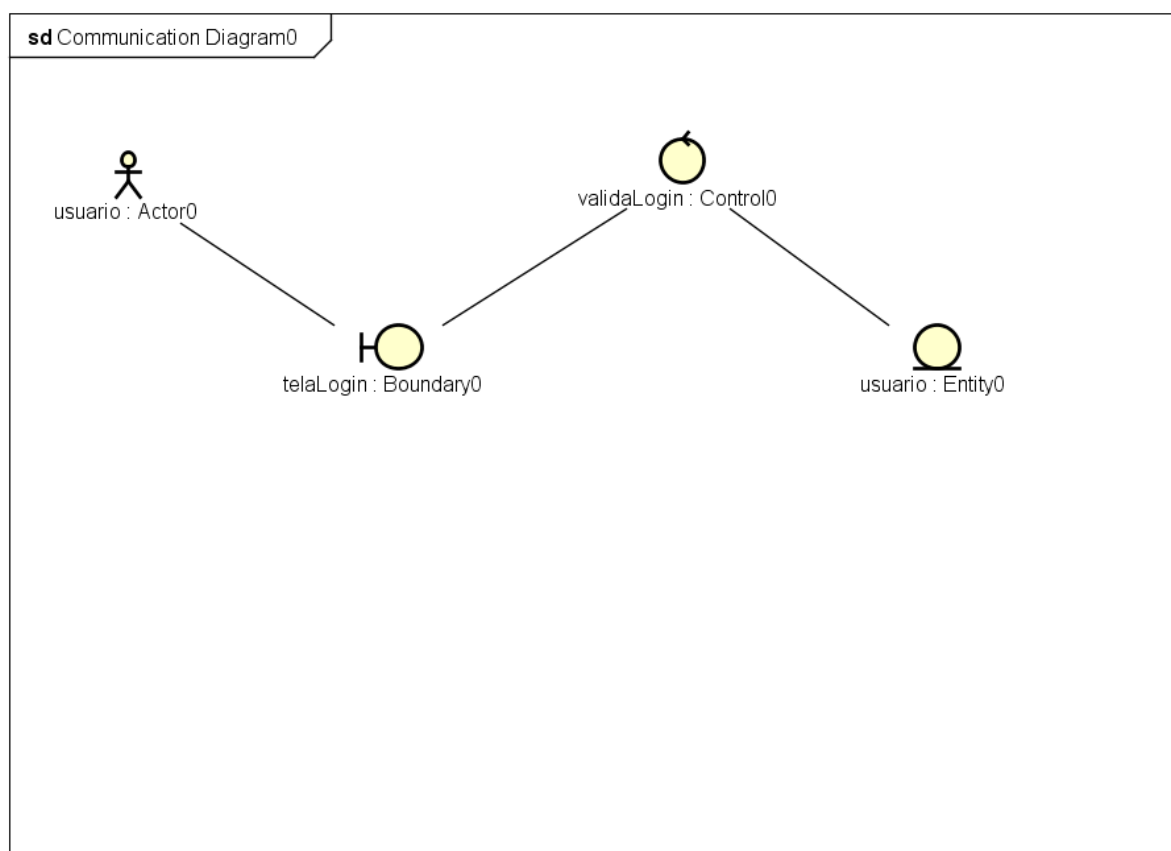 sd Communication Diagram0
usuario : Actor0
validaLogin : Control0
telaLogin : Boundary0
usuario : Entity0